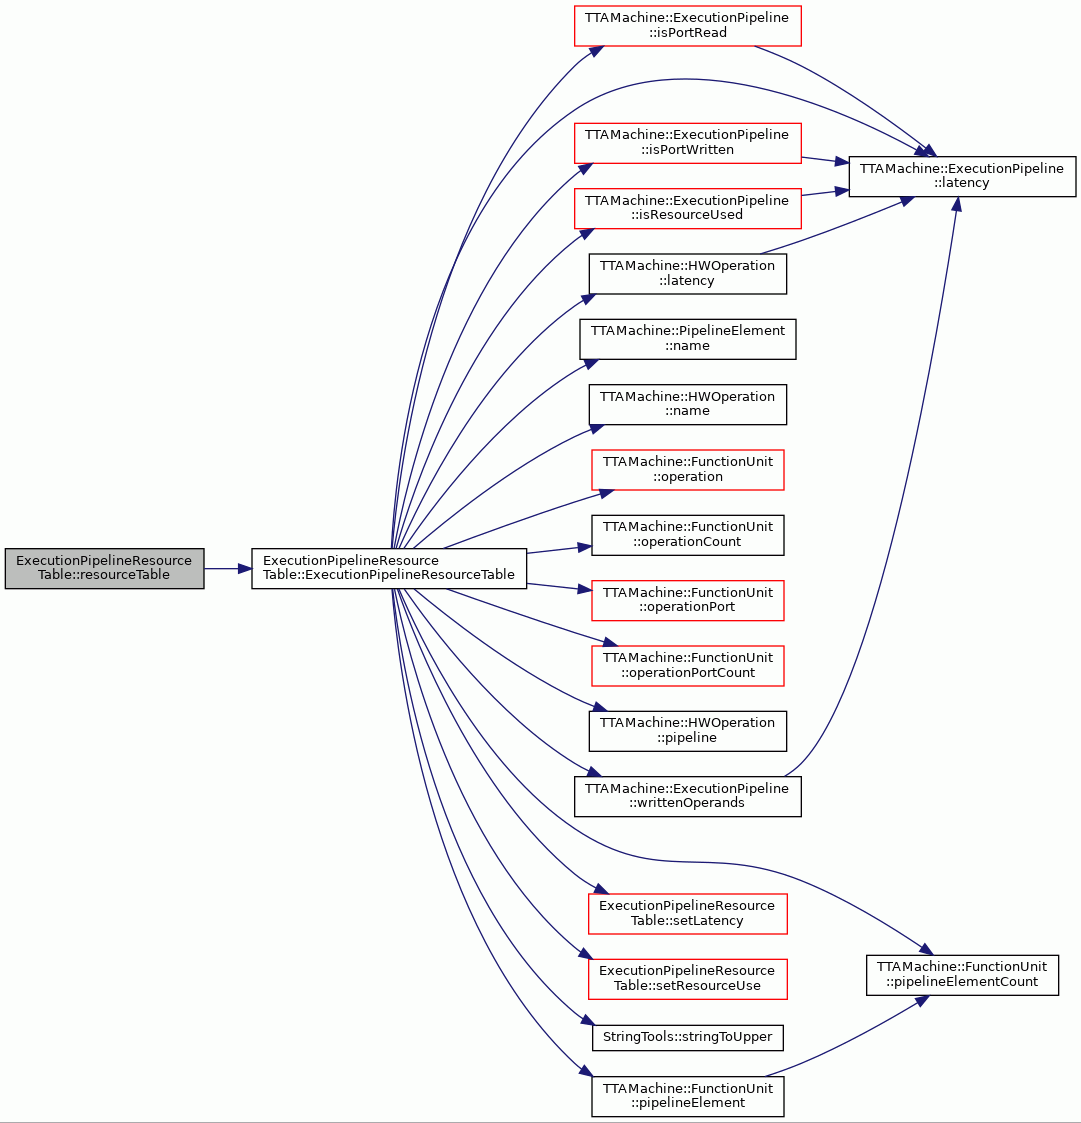 TTAMachine::ExecutionPipeline
::isPortRead
TTAMachine::ExecutionPipeline
::isPortWritten
TTAMachine::ExecutionPipeline
::latency
TTAMachine::ExecutionPipeline
::isResourceUsed
TTAMachine::HWOperation
::latency
TTAMachine::PipelineElement
::name
TTAMachine::HWOperation
::name
TTAMachine::FunctionUnit
::operation
TTAMachine::FunctionUnit
::operationCount
ExecutionPipelineResource
Table::resourceTable
ExecutionPipelineResource
Table::ExecutionPipelineResourceTable
TTAMachine::FunctionUnit
::operationPort
TTAMachine::FunctionUnit
::operationPortCount
TTAMachine::HWOperation
::pipeline
TTAMachine::ExecutionPipeline
::writtenOperands
ExecutionPipelineResource
Table::setLatency
ExecutionPipelineResource
Table::setResourceUse
TTAMachine::FunctionUnit
::pipelineElementCount
StringTools::stringToUpper
TTAMachine::FunctionUnit
::pipelineElement